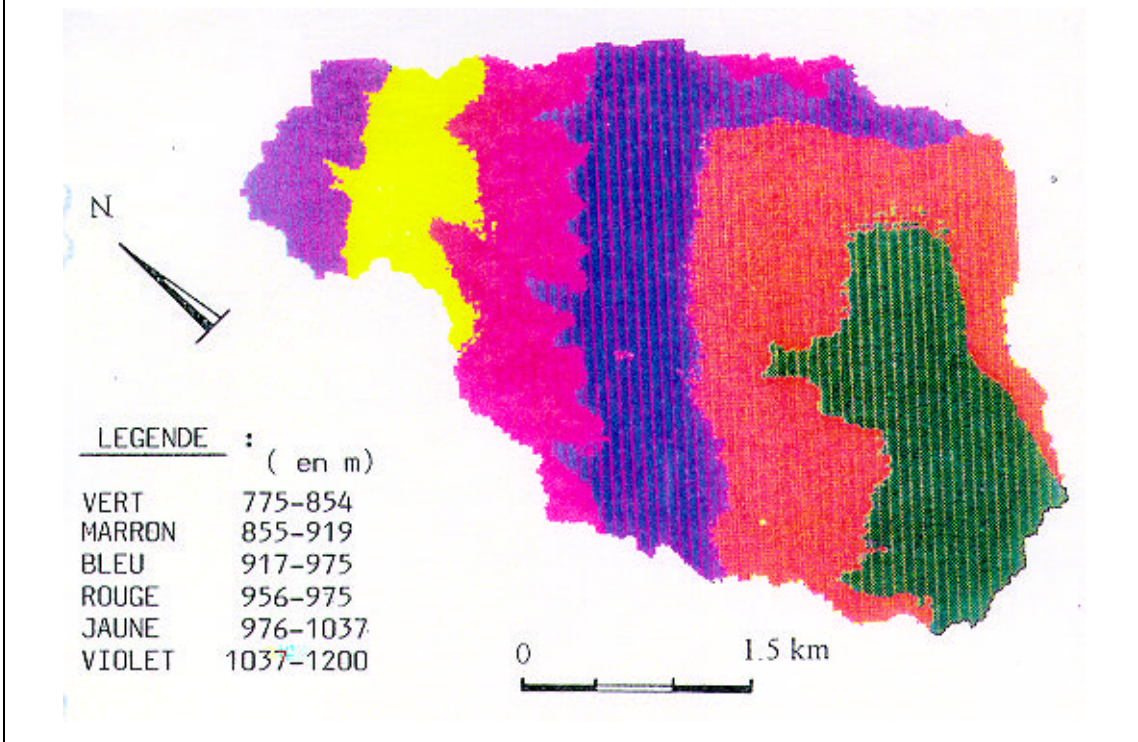 N
LEGENDE :
( en m)
VERT 775-854
MARRON 855-919
BLEU 917-975
ROUGE 956-975
JAUNE 976-1037
VIOLET 1037-1200
0 1.5 km